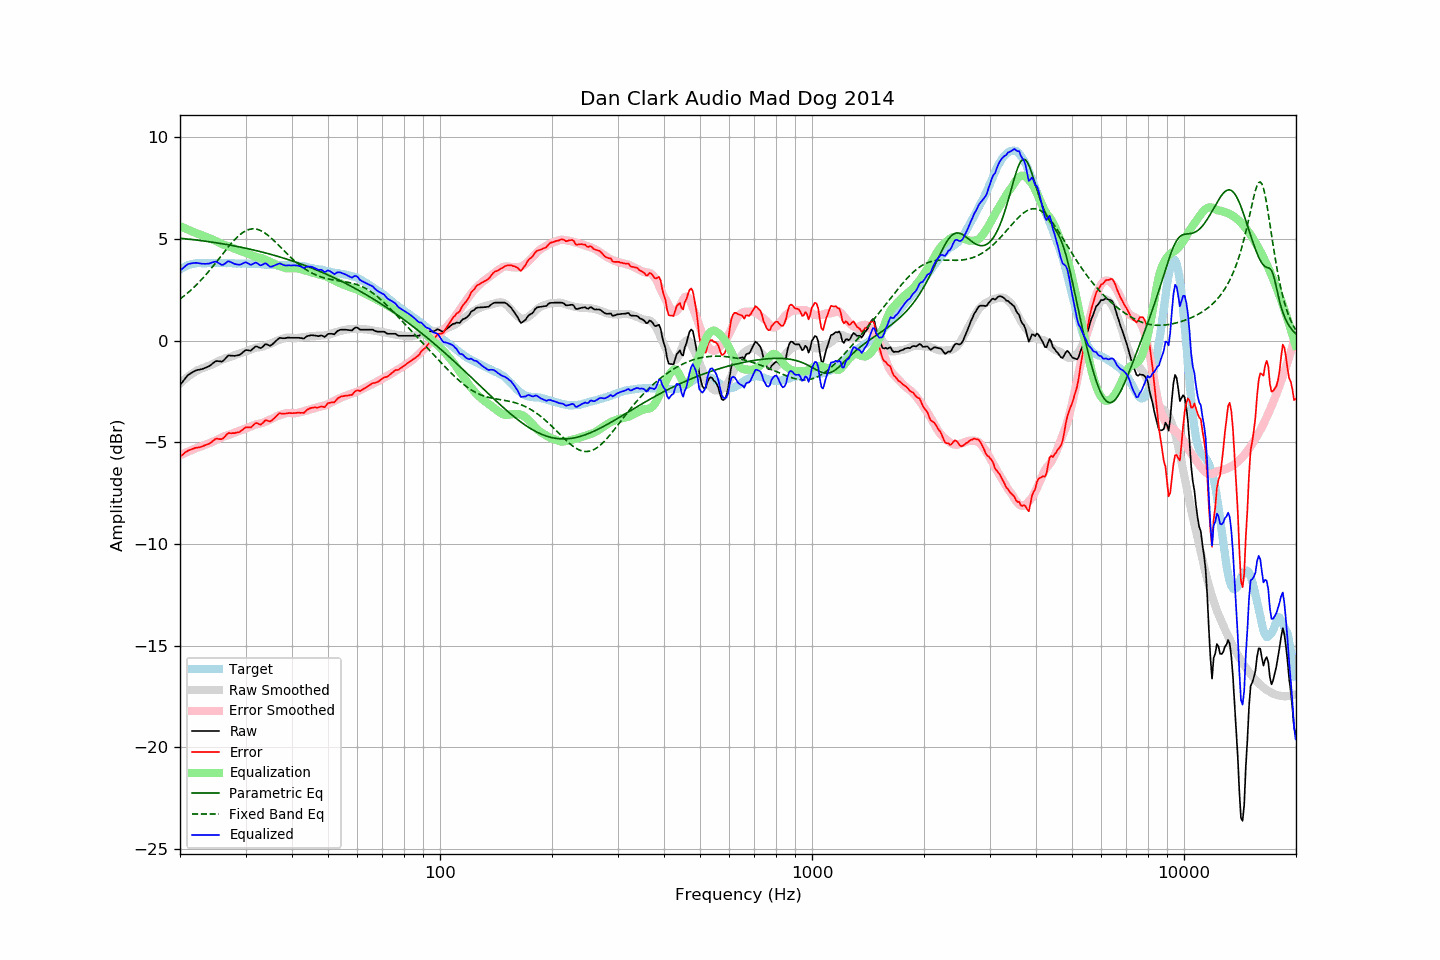 Dan Clark Audio Mad Dog 2014
Amplitude (dBr)
10
5
0
−5
−10
−15
−20
−25
Target
Raw Smoothed
Error Smoothed
Raw
Error
Equalization
Parametric Eq
Fixed Band Eq
Equalized
100
1000
10000
Frequency (Hz)